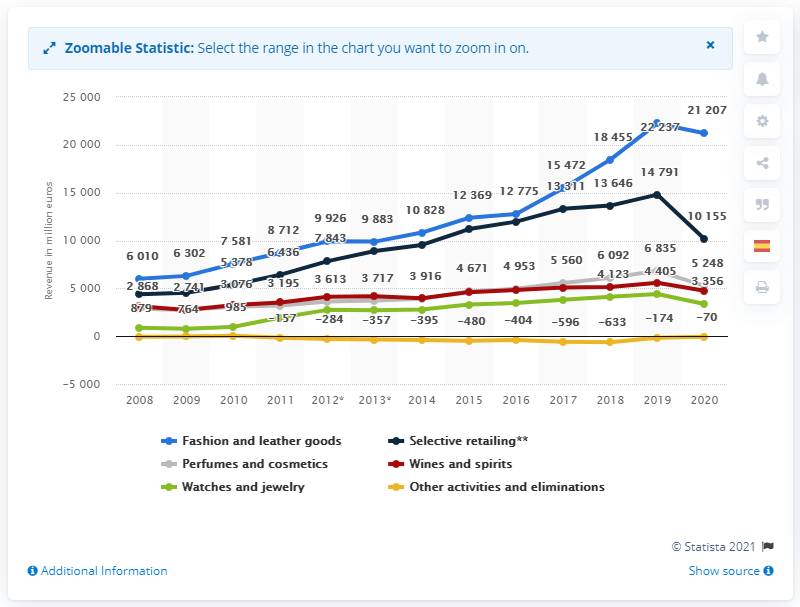 Zoomable Statistic: Select the range in the chart you want to zoom in on.
Revenue in million euros
25 000
20 000
15 000
10 000
5 000
0
−5 000
6 010 6 302 7 581 8 712 9 926 9 883 10 828 12 369 12 775 15 472 18 455 22 237 21 207
5 378 6 436 7 843 13 311 13 646 14 791 10 155
2 868 2 741 3 076 3 195 3 613 3 717 3 916 4 671 4 953 5 560 6 092 6 835 5 248
879 764 985 4 123 4 405 3 356
−157 −284 −357 −395 −480 −404 −596 −633 −174 −70
2008 2009 2010 2011 2012* 2013* 2014 2015 2016 2017 2018 2019 2020
Fashion and leather goods Selective retailing**
Perfumes and cosmetics Wines and spirits
Watches and jewelry Other activities and eliminations
© Statista 2021
Additional Information Show source